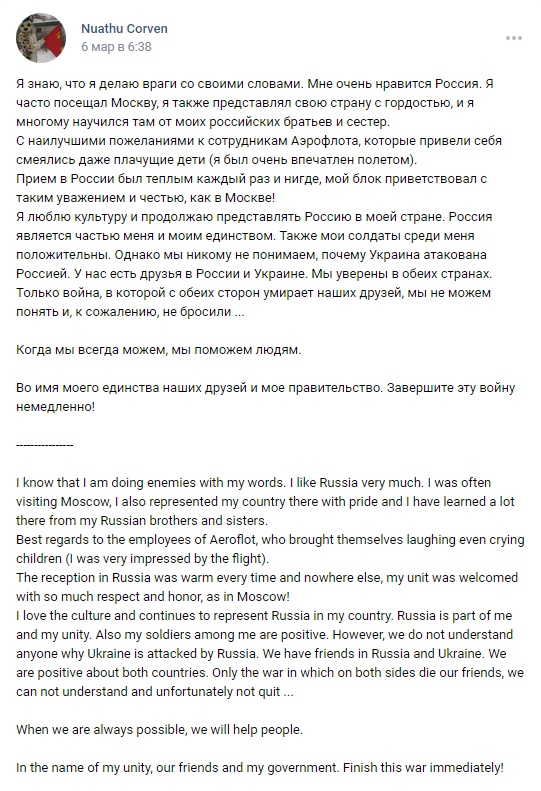 Nuathu Corven
6 мар в 6:38
Я знаю, что я делаю враги со своими словами. Мне очень нравится Россия. Я
часто посещал Москву, я также представлял свою страну с гордостью, и я
многому научился там от моих российских братьев и сестер.
С наилучшими пожеланиями к сотрудникам Аэрофлота, которые привели себя
смеялись даже плачущие дети (я был очень впечатлен полетом).
Прием в России был теплым каждый раз и нигде, мой блок приветствовал с
таким уважением и честью, как в Москве!
Я люблю культуру и продолжаю представлять Россию в моей стране. Россия
является частью меня и моим единством. Также мои солдаты среди меня
положительны. Однако мы никому не понимаем, почему Украина атакована
Россией. У нас есть друзья в России и Украине. Мы уверены в обеих странах.
Только война, в которой с обеих сторон умирает наших друзей, мы не можем
понять и, к сожалению, не бросили ...
Когда мы всегда можем, мы поможем людям.
Во имя моего единства наших друзей и мое правительство. Завершите эту войну
немедленно!
----------------
I know that I am doing enemies with my words. I like Russia very much. I was often
visiting Moscow, I also represented my country there with pride and I have learned a lot
there from my Russian brothers and sisters.
Best regards to the employees of Aeroflot, who brought themselves laughing even crying
children (I was very impressed by the flight).
The reception in Russia was warm every time and nowhere else, my unit was welcomed
with so much respect and honor, as in Moscow!
I love the culture and continues to represent Russia in my country. Russia is part of me
and my unity. Also my soldiers among me are positive. However, we do not understand
anyone why Ukraine is attacked by Russia. We have friends in Russia and Ukraine. We
are positive about both countries. Only the war in which on both sides die our friends, we
can not understand and unfortunately not quit ...
When we are always possible, we will help people.
In the name of my unity, our friends and my government. Finish this war immediately!